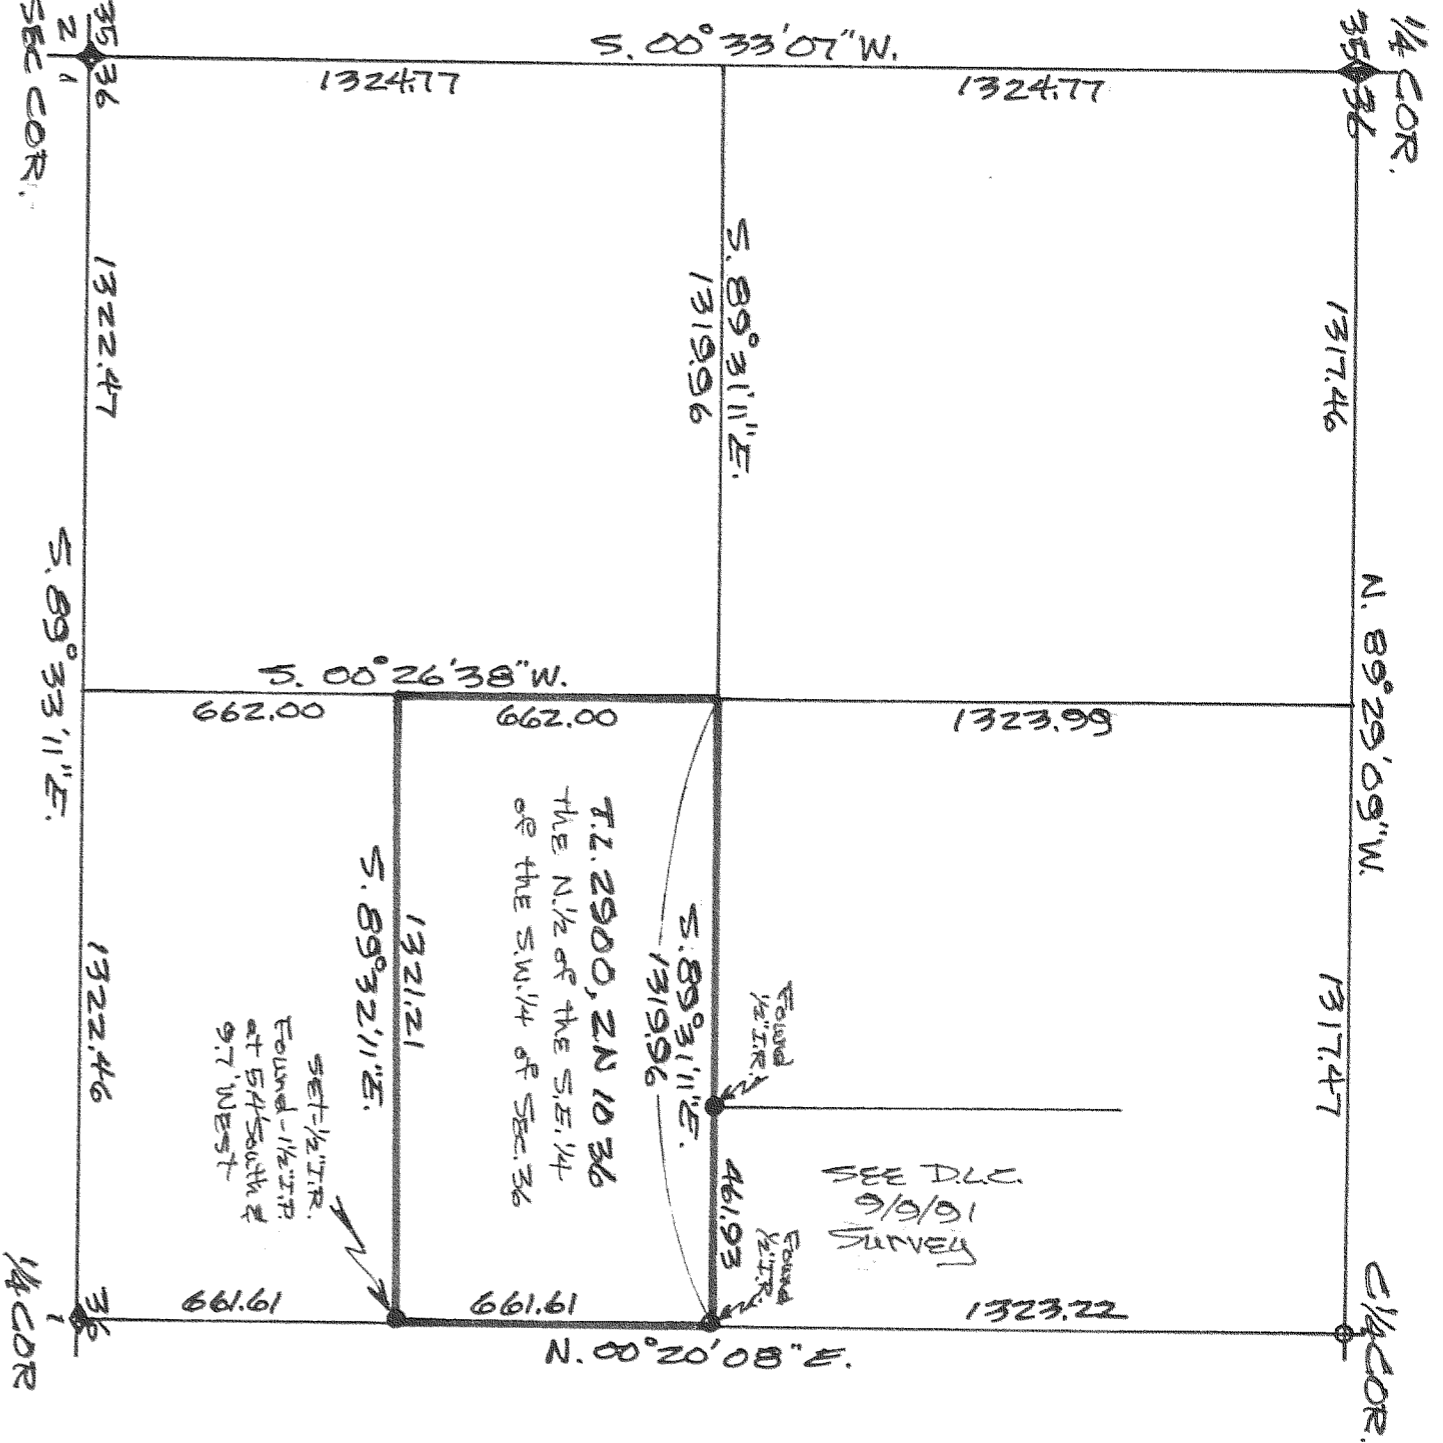 1/4 COR.
35 36
N. 89°29'09"W.
1317.46
1317.47
C 1/4 COR.
S. 00°33'07"W.
1324.77
1324.77
1323.99
1323.22
SEE D.L.C.
9/9/91
Survey
S. 89°31'11"E.
1319.96
Found
1/2"I.R.
Found
1/2"I.R.
S. 89°31'11"E.
461.93
1319.96
S. 00°26'38"W.
662.00
662.00
T.L. 2900, 2N 10 36
THE N.1/2 of the S.E.1/4
of the S.W.1/4 of SEC. 36
N. 00°20'08"E.
661.61
661.61
1321.21
S. 89°32'11"E.
SET-1/2"I.R.
Found-1 1/2"I.P.
at 5.4'South &
9.7' WEST
35 36
2 1
SEC COR.
1322.47
1322.46
S. 89°33'11"E.
36
1
1/4 COR